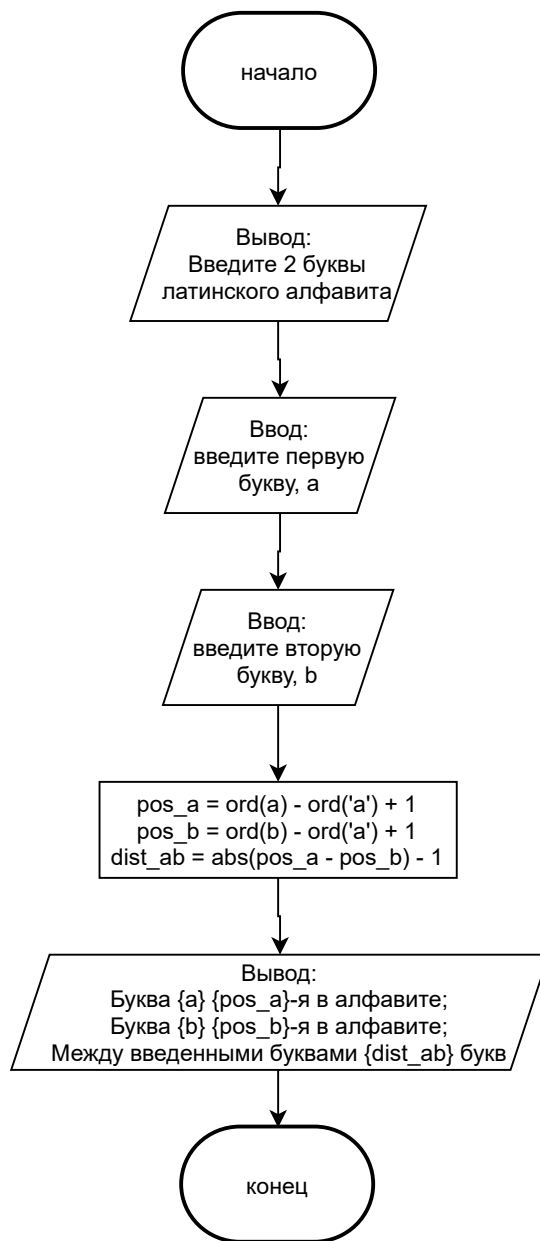 начало
Вывод:
Введите 2 буквы
латинского алфавита
Ввод:
введите первую
букву, a
Ввод:
введите вторую
букву, b
pos_a = ord(a) - ord('a') + 1
pos_b = ord(b) - ord('a') + 1
dist_ab = abs(pos_a - pos_b) - 1
Вывод:
Буква {a} {pos_a}-я в алфавите;
Буква {b} {pos_b}-я в алфавите;
Между введенными буквами {dist_ab} букв
конец